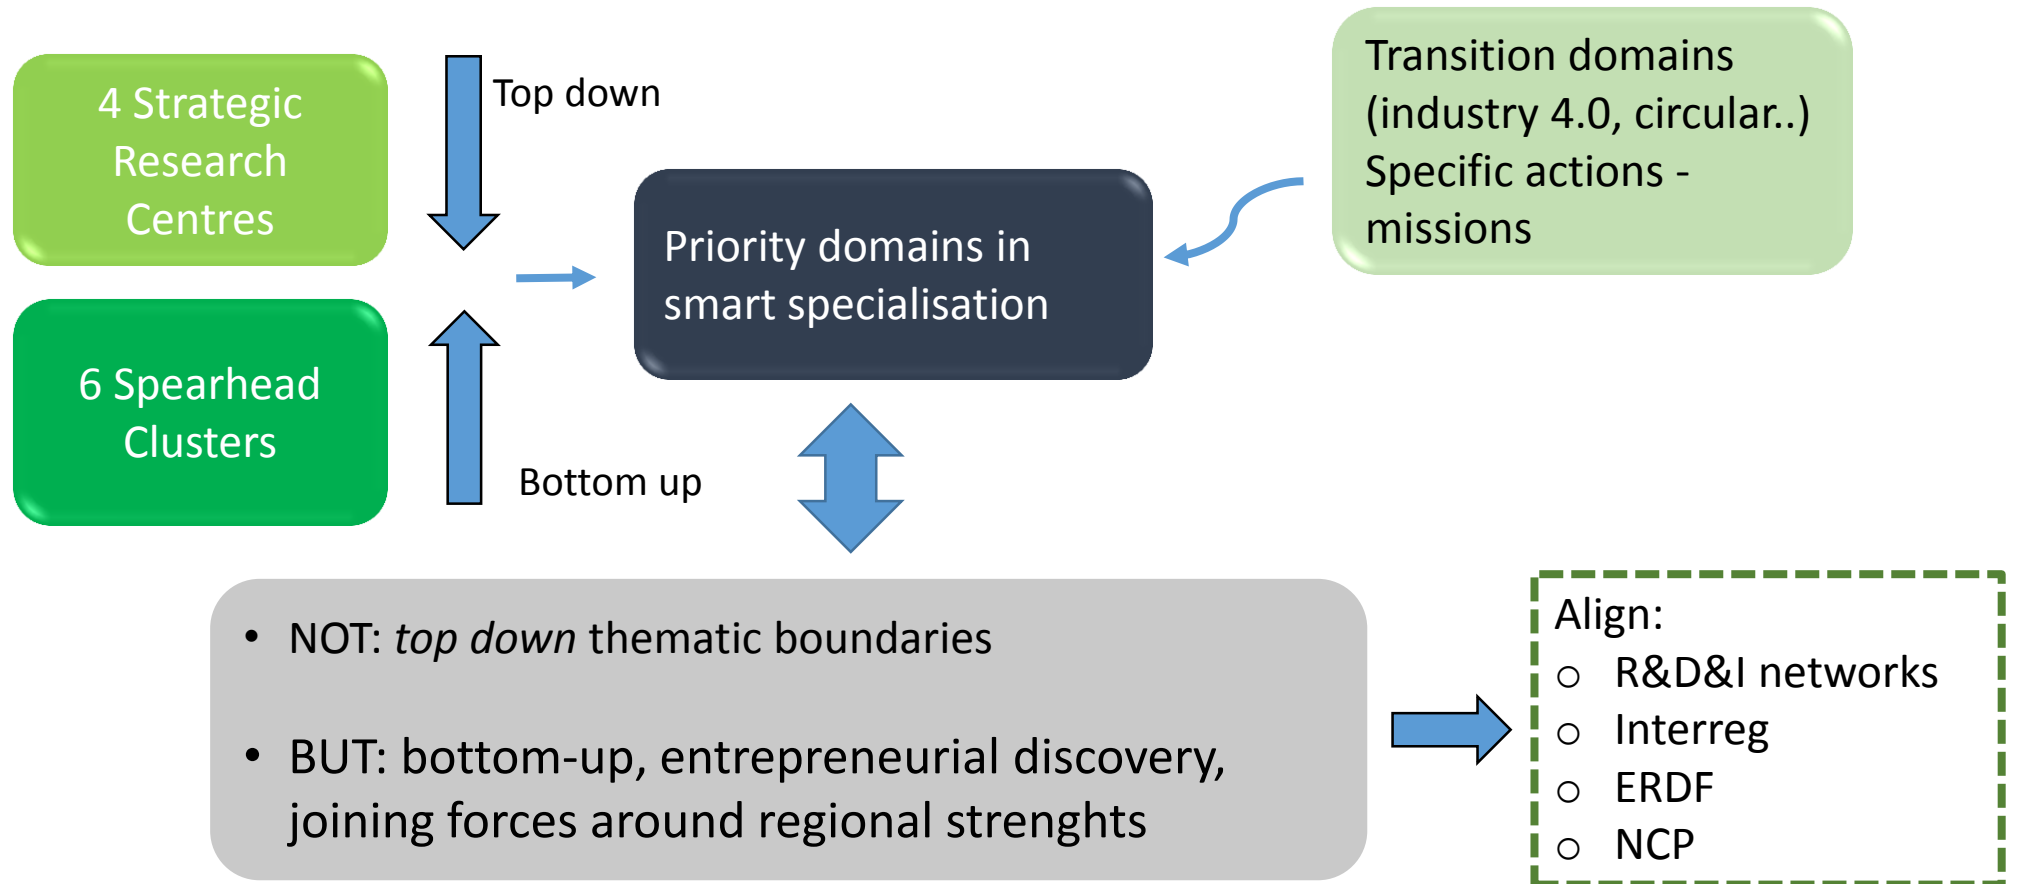 4 Strategic
Research
Centres
Top down
6 Spearhead
Clusters
Bottom up
Priority domains in
smart specialisation
Transition domains
(industry 4.0, circular..)
Specific actions -
missions
• NOT: top down thematic boundaries
• BUT: bottom-up, entrepreneurial discovery,
joining forces around regional strenghts
Align:
o R&D&I networks
o Interreg
o ERDF
o NCP